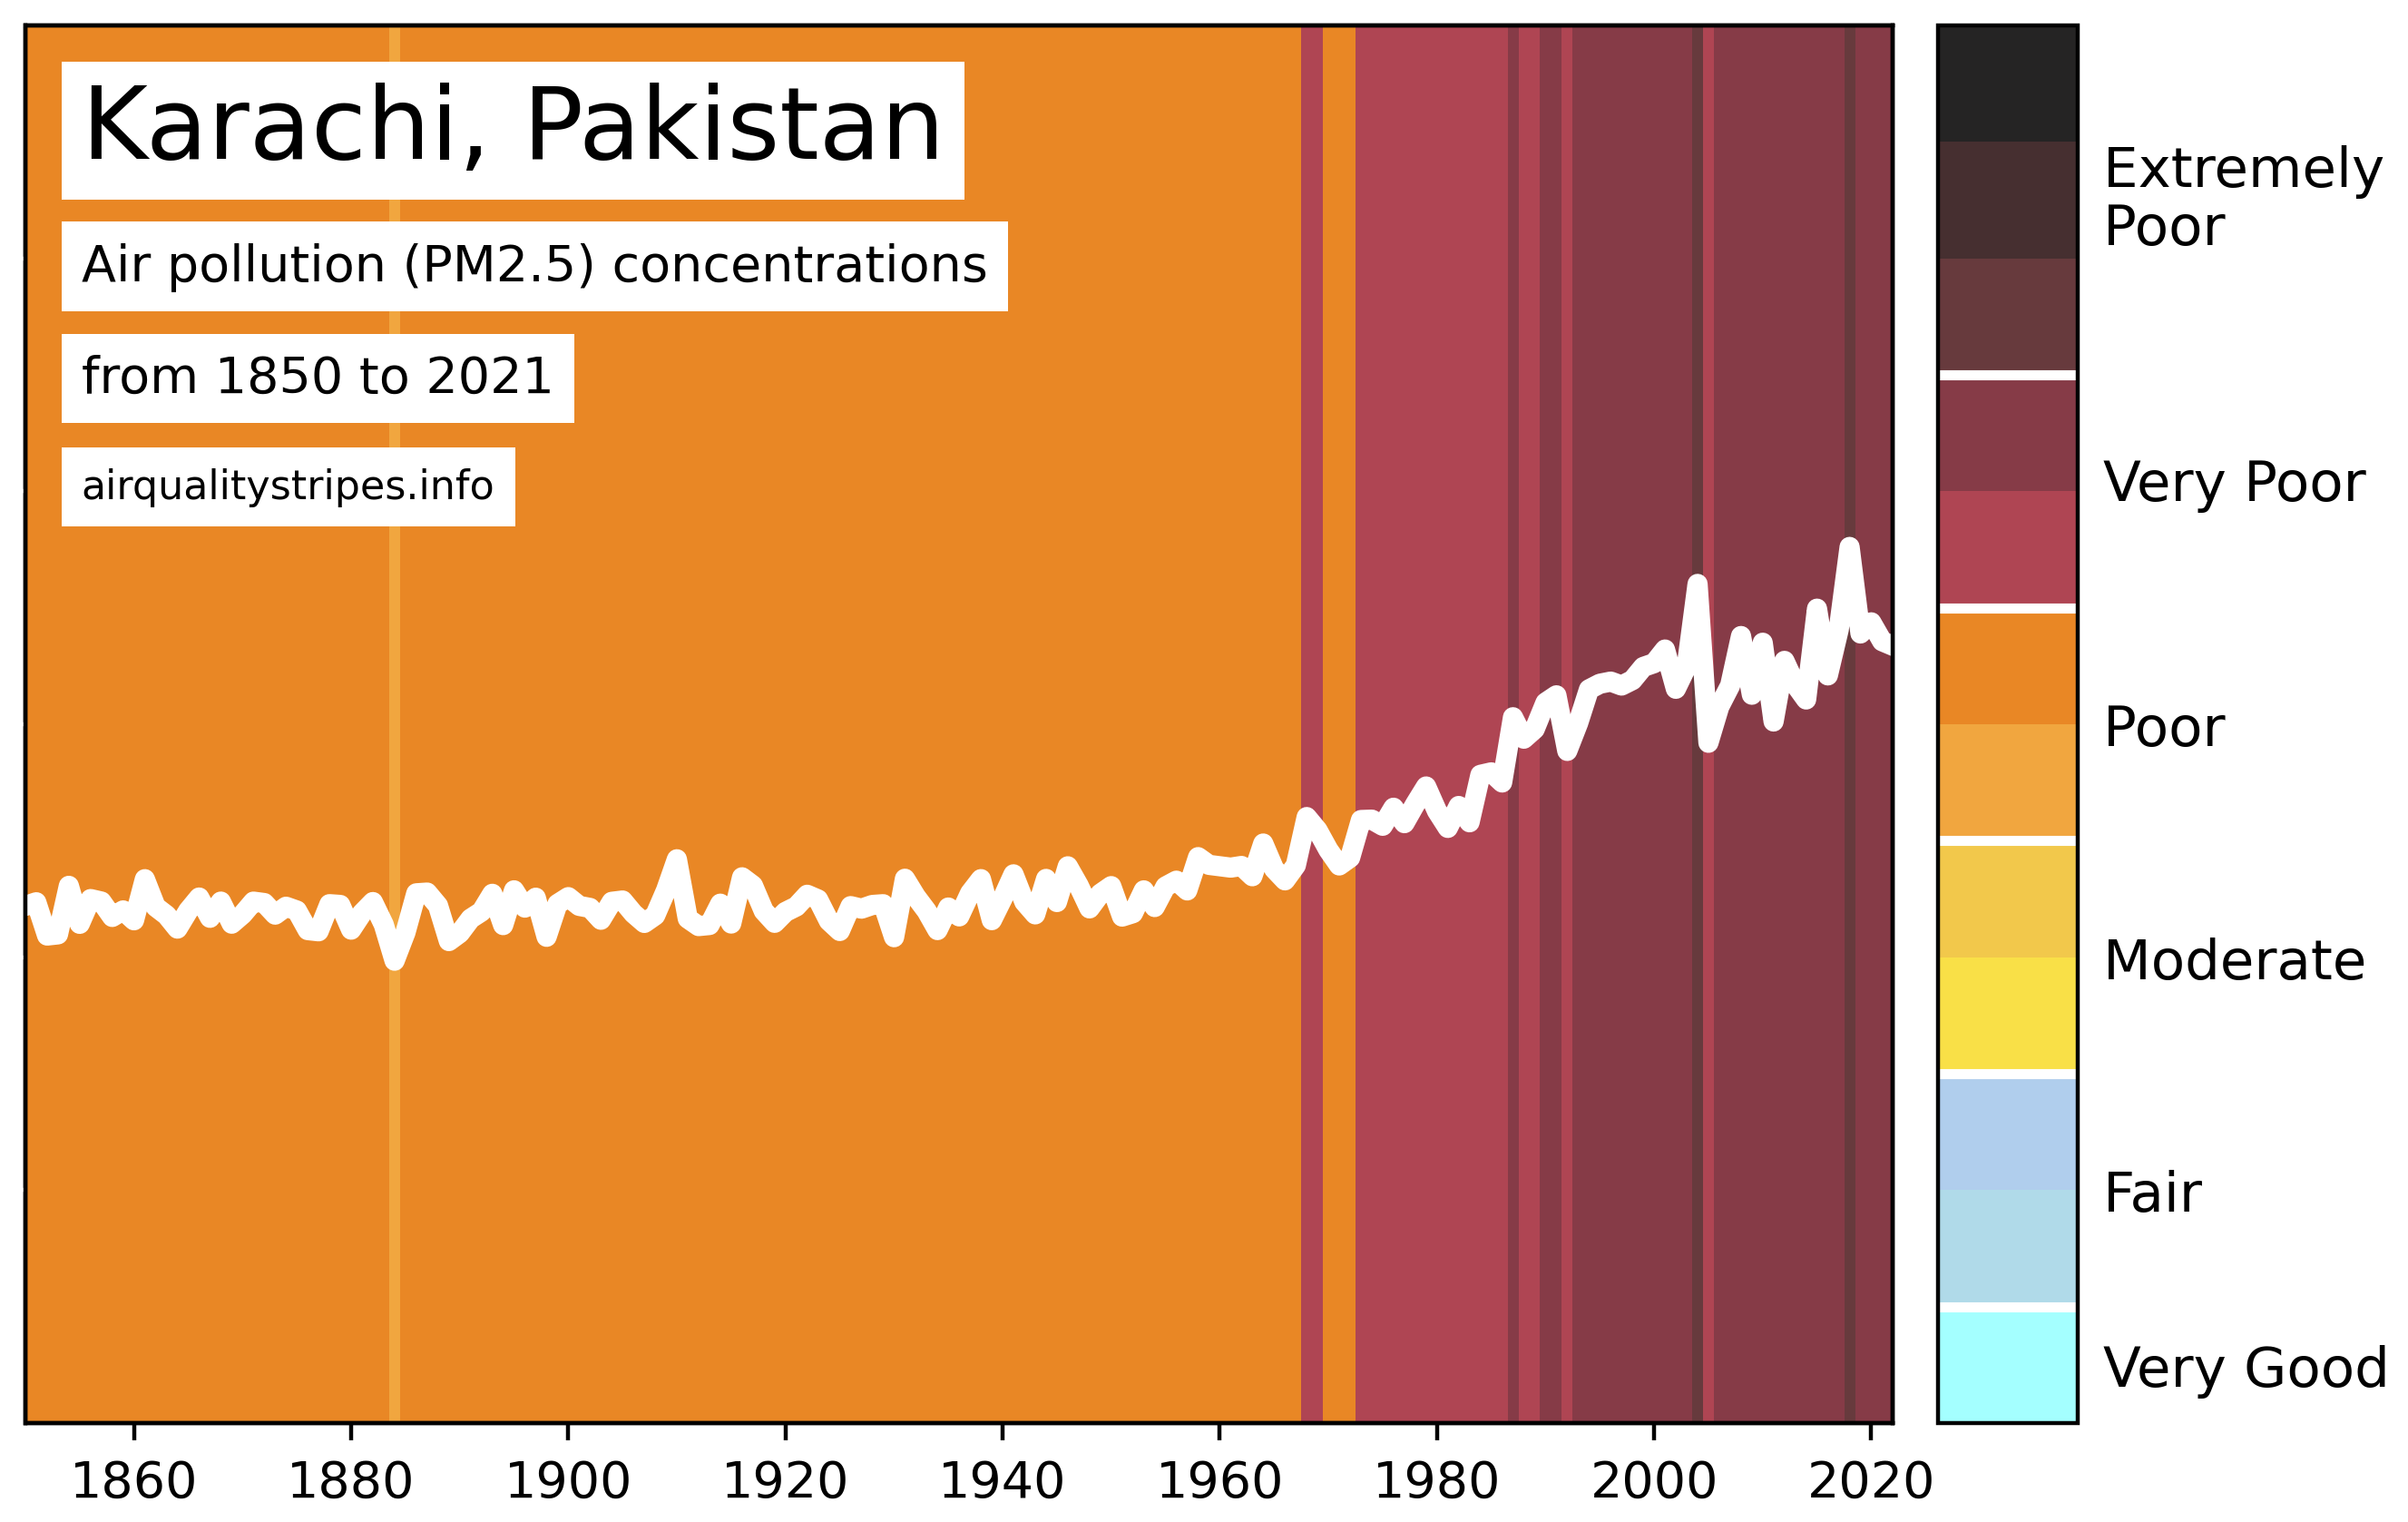 Karachi, Pakistan
Air pollution (PM2.5) concentrations
from 1850 to 2021
airqualitystripes.info
Extremely
Poor
Very Poor
Poor
Moderate
Fair
Very Good
1860 1880 1900 1920 1940 1960 1980 2000 2020